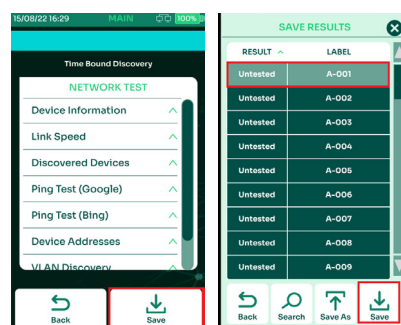 15/08/22 16:29 MAIN 100%
Time Bound Discovery
NETWORK TEST
Device Information
Link Speed
Discovered Devices
Ping Test (Google)
Ping Test (Bing)
Device Addresses
VLAN Discovery
Back Save
SAVE RESULTS
RESULT LABEL
Untested A-001
Untested A-002
Untested A-003
Untested A-004
Untested A-005
Untested A-006
Untested A-007
Untested A-008
Untested A-009
Back Search Save As Save